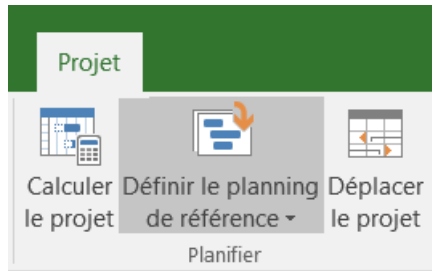 Projet
Calculer
le projet
Définir le planning
de référence
Déplacer
le projet
Planifier